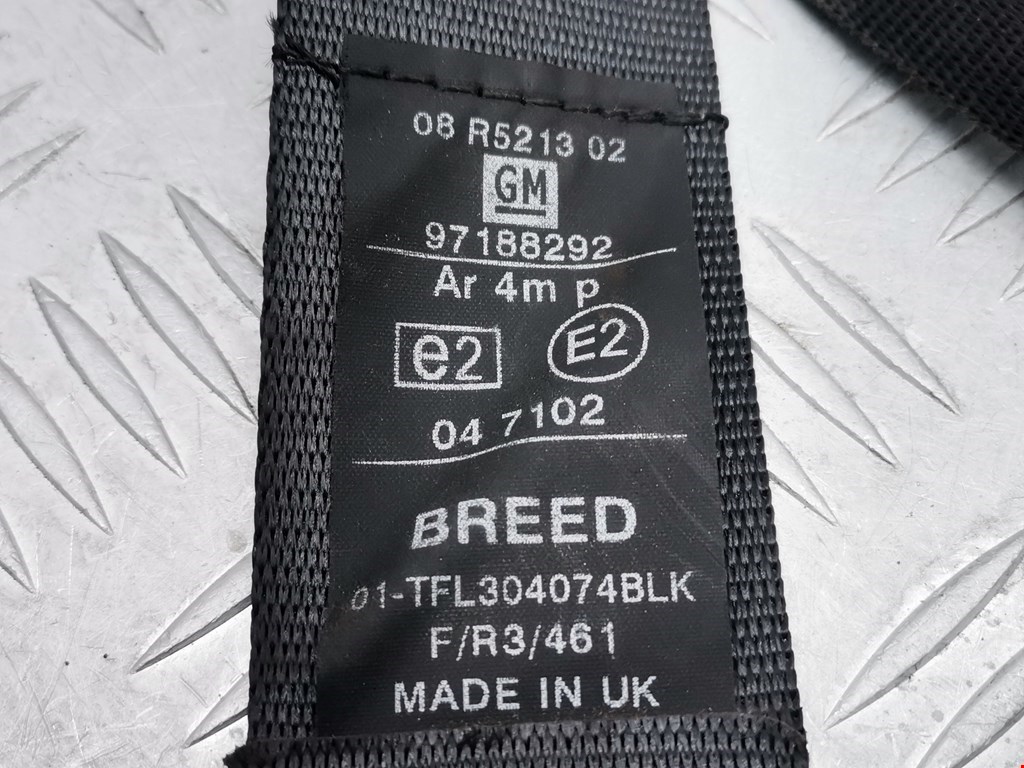 08 R5213 02
GM
97188292
Ar 4m p
e2 E2
04 7102
BREED
01-TFL304074BLK
F/R3/461
MADE IN UK